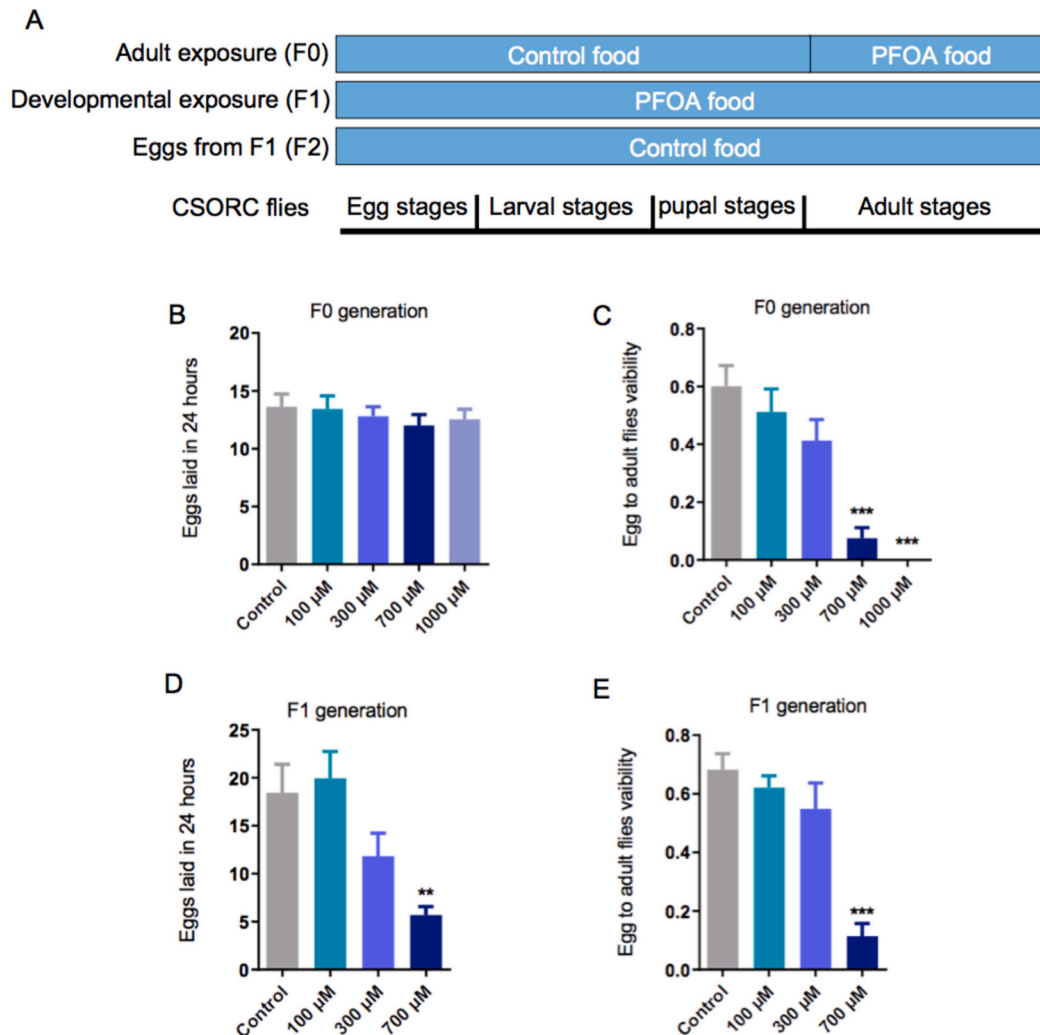 A
Adult exposure (F0) Control food PFOA food
Developmental exposure (F1) PFOA food
Eggs from F1 (F2) Control food
CSORC flies Egg stages Larval stages pupal stages Adult stages
B
F0 generation
Eggs laid in 24 hours
20
15
10
5
0
Control 100 µM 300 µM 700 µM 1000 µM
C
F0 generation
Egg to adult flies vaibility
0.8
0.6
0.4
0.2
0.0
*** ***
Control 100 µM 300 µM 700 µM 1000 µM
D
F1 generation
Eggs laid in 24 hours
25
20
15
10
5
0
**
Control 100 µM 300 µM 700 µM
E
F1 generation
Egg to adult flies vaibility
0.8
0.6
0.4
0.2
0.0
***
Control 100 µM 300 µM 700 µM